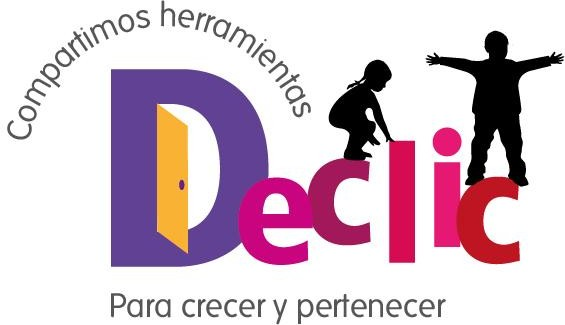 Compartimos herramientas
Declic
Para crecer y pertenecer